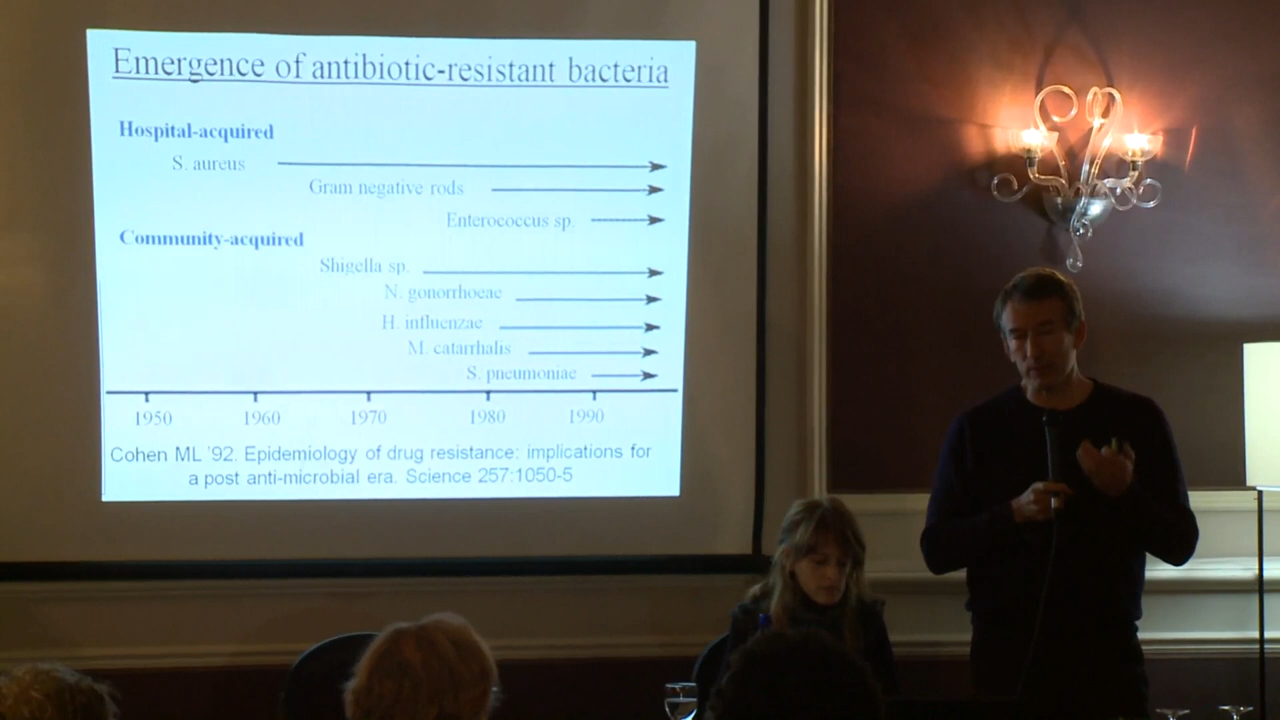 Emergence of antibiotic-resistant bacteria
Hospital-acquired
S. aureus
Gram negative rods
Enterococcus sp.
Community-acquired
Shigella sp.
N. gonorrhoeae
H. influenzae
M. catarrhalis
S. pneumoniae
1950 1960 1970 1980 1990
Cohen ML '92. Epidemiology of drug resistance: implications for
a post anti-microbial era. Science 257:1050-5